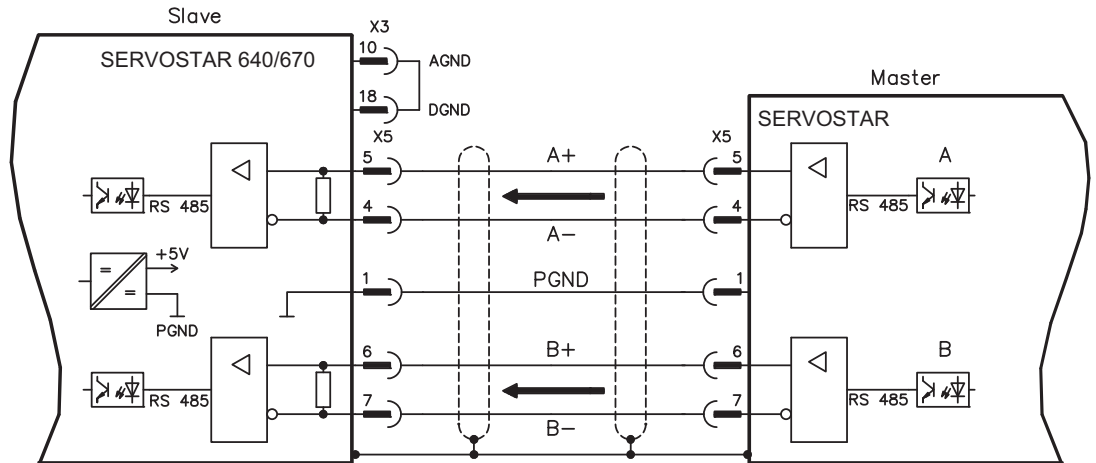 Slave
X3
SERVOSTAR 640/670
10
AGND
Master
18
DGND
SERVOSTAR
X5
X5
5
A+
5
A
RS 485
4
A-
4
RS 485
+5V
1
PGND
1
PGND
6
B+
6
B
RS 485
7
B-
7
RS 485